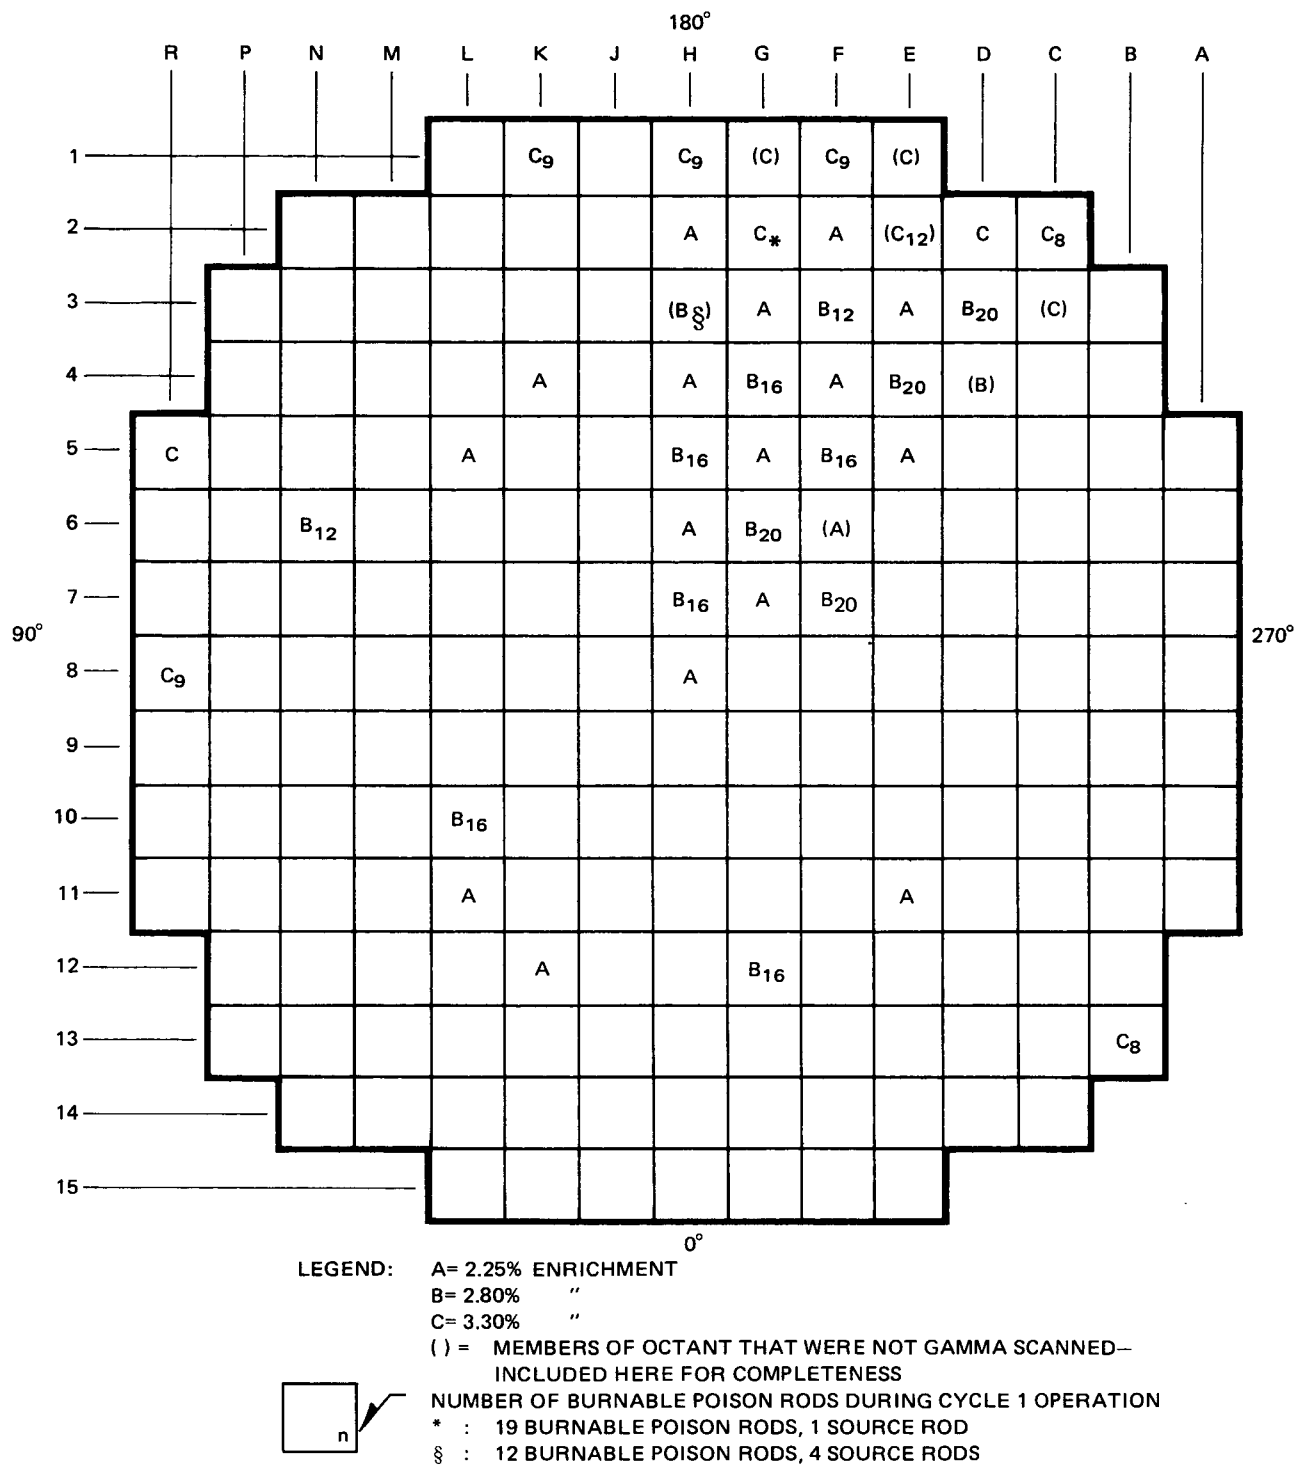 180°
R P N M L K J H G F E D C B A
1 C9 C9 (C) C9 (C)
2 A C* A (C12) D C8
3 (B§) A B12 A B20 (C)
4 A A B16 A B20 (B)
5 C A B16 A B16 A
6 B12 A B20 (A)
7 B16 A B20
90° 270°
8 C9 A
9
10 B16
11 A A
12 A B16
13 C8
14
15
0°
LEGEND: A= 2.25% ENRICHMENT
B= 2.80% "
C= 3.30% "
( ) = MEMBERS OF OCTANT THAT WERE NOT GAMMA SCANNED—
INCLUDED HERE FOR COMPLETENESS
NUMBER OF BURNABLE POISON RODS DURING CYCLE 1 OPERATION
n
* : 19 BURNABLE POISON RODS, 1 SOURCE ROD
§ : 12 BURNABLE POISON RODS, 4 SOURCE RODS